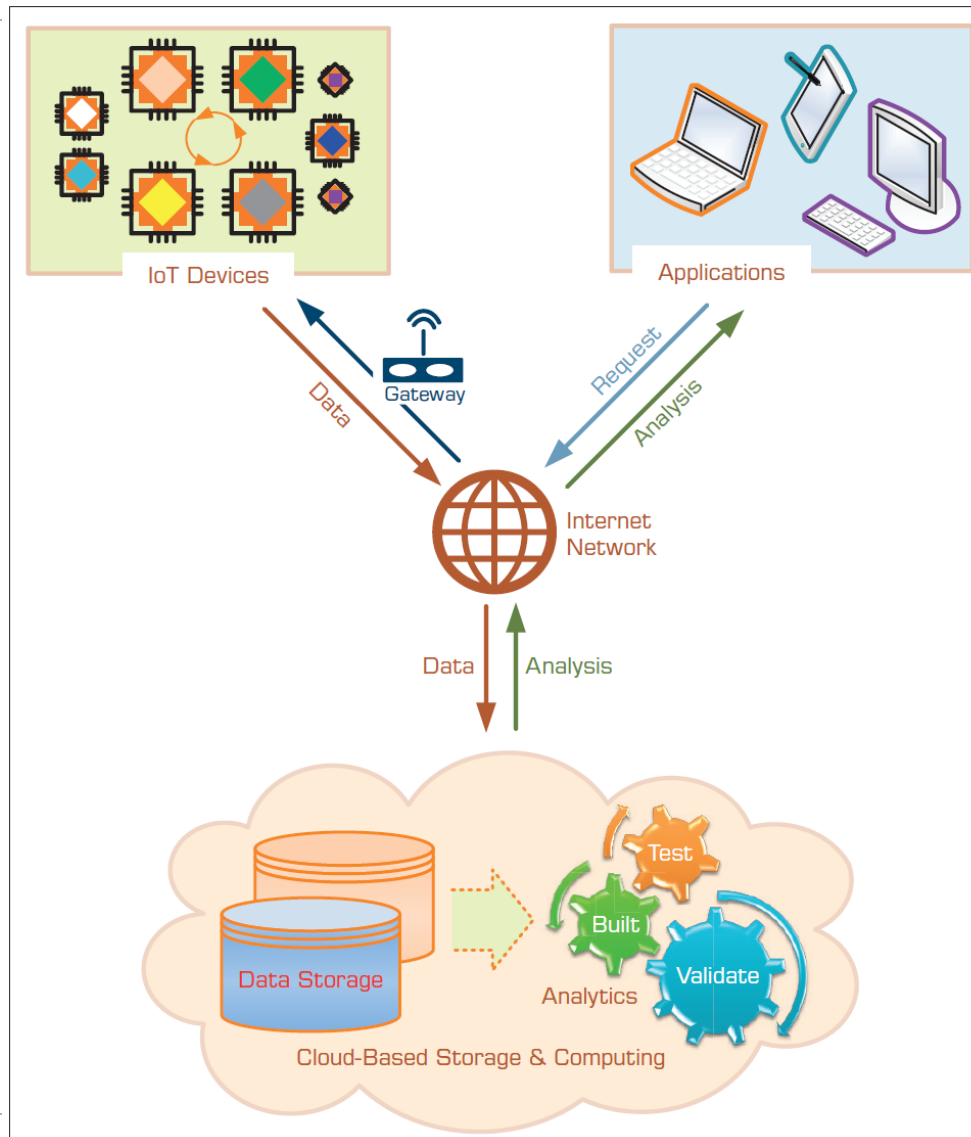 IoT Devices
Applications
Gateway
Data
Request
Analysis
Internet
Network
Data
Analysis
Test
Built
Validate
Data Storage
Analytics
Cloud-Based Storage & Computing